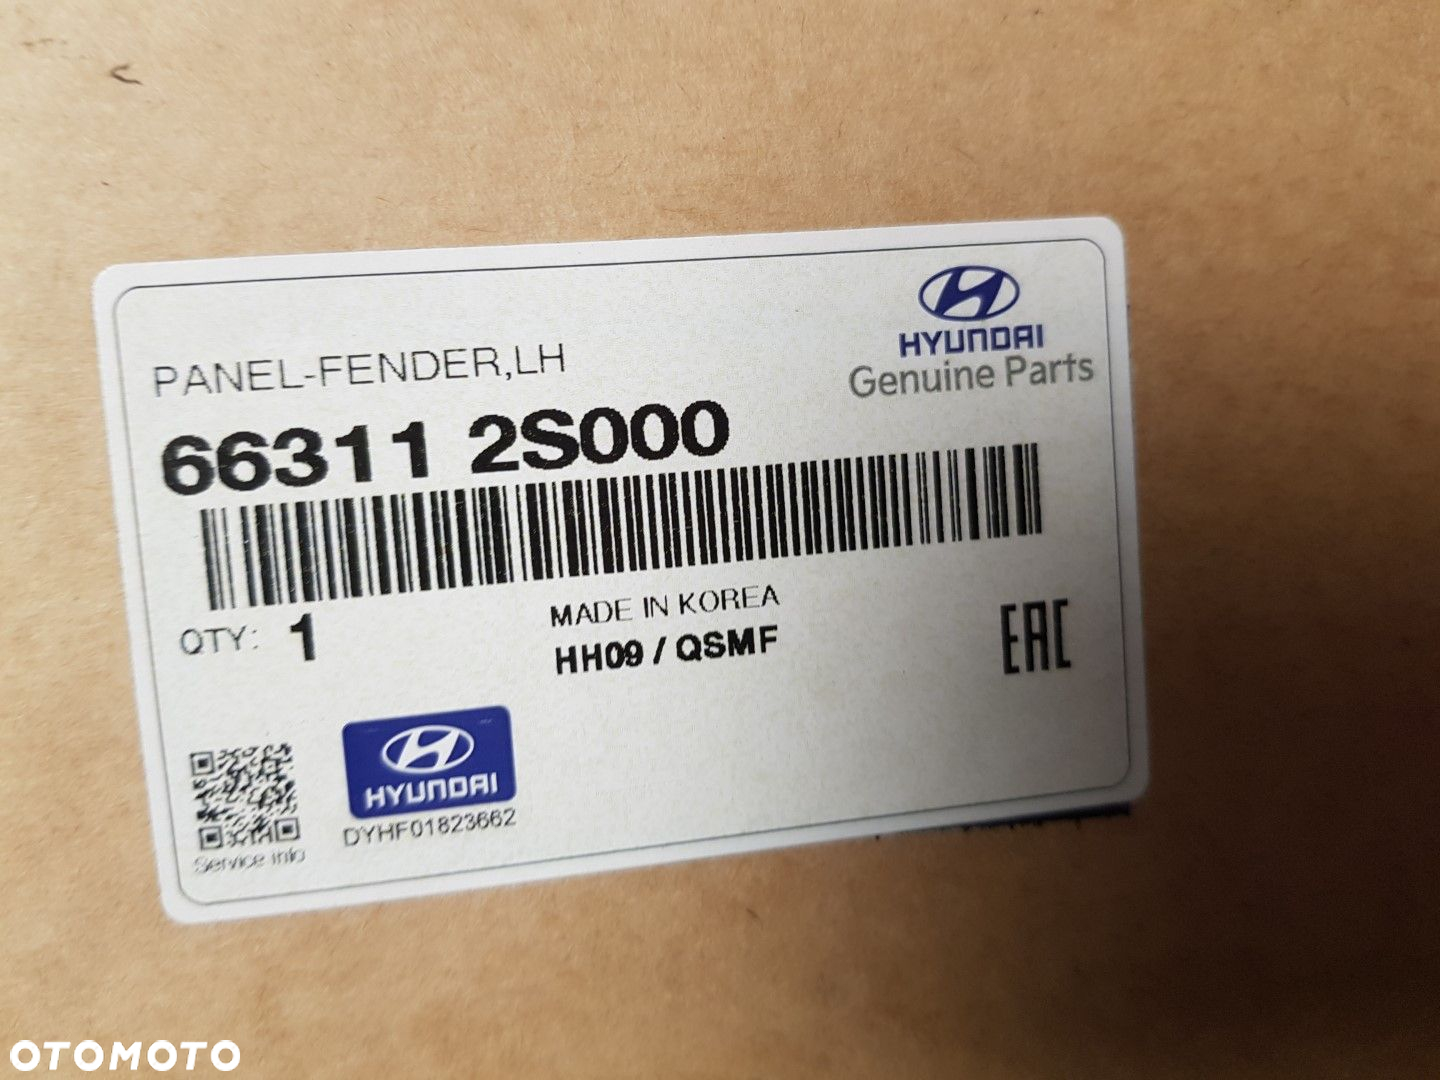 HYUNDAI
Genuine Parts
PANEL-FENDER,LH
66311 2S000
QTY: 1
MADE IN KOREA
HH09 / QSMF
EAC
HYUNDAI
DYHF01823662
Service info
OTOMOTO